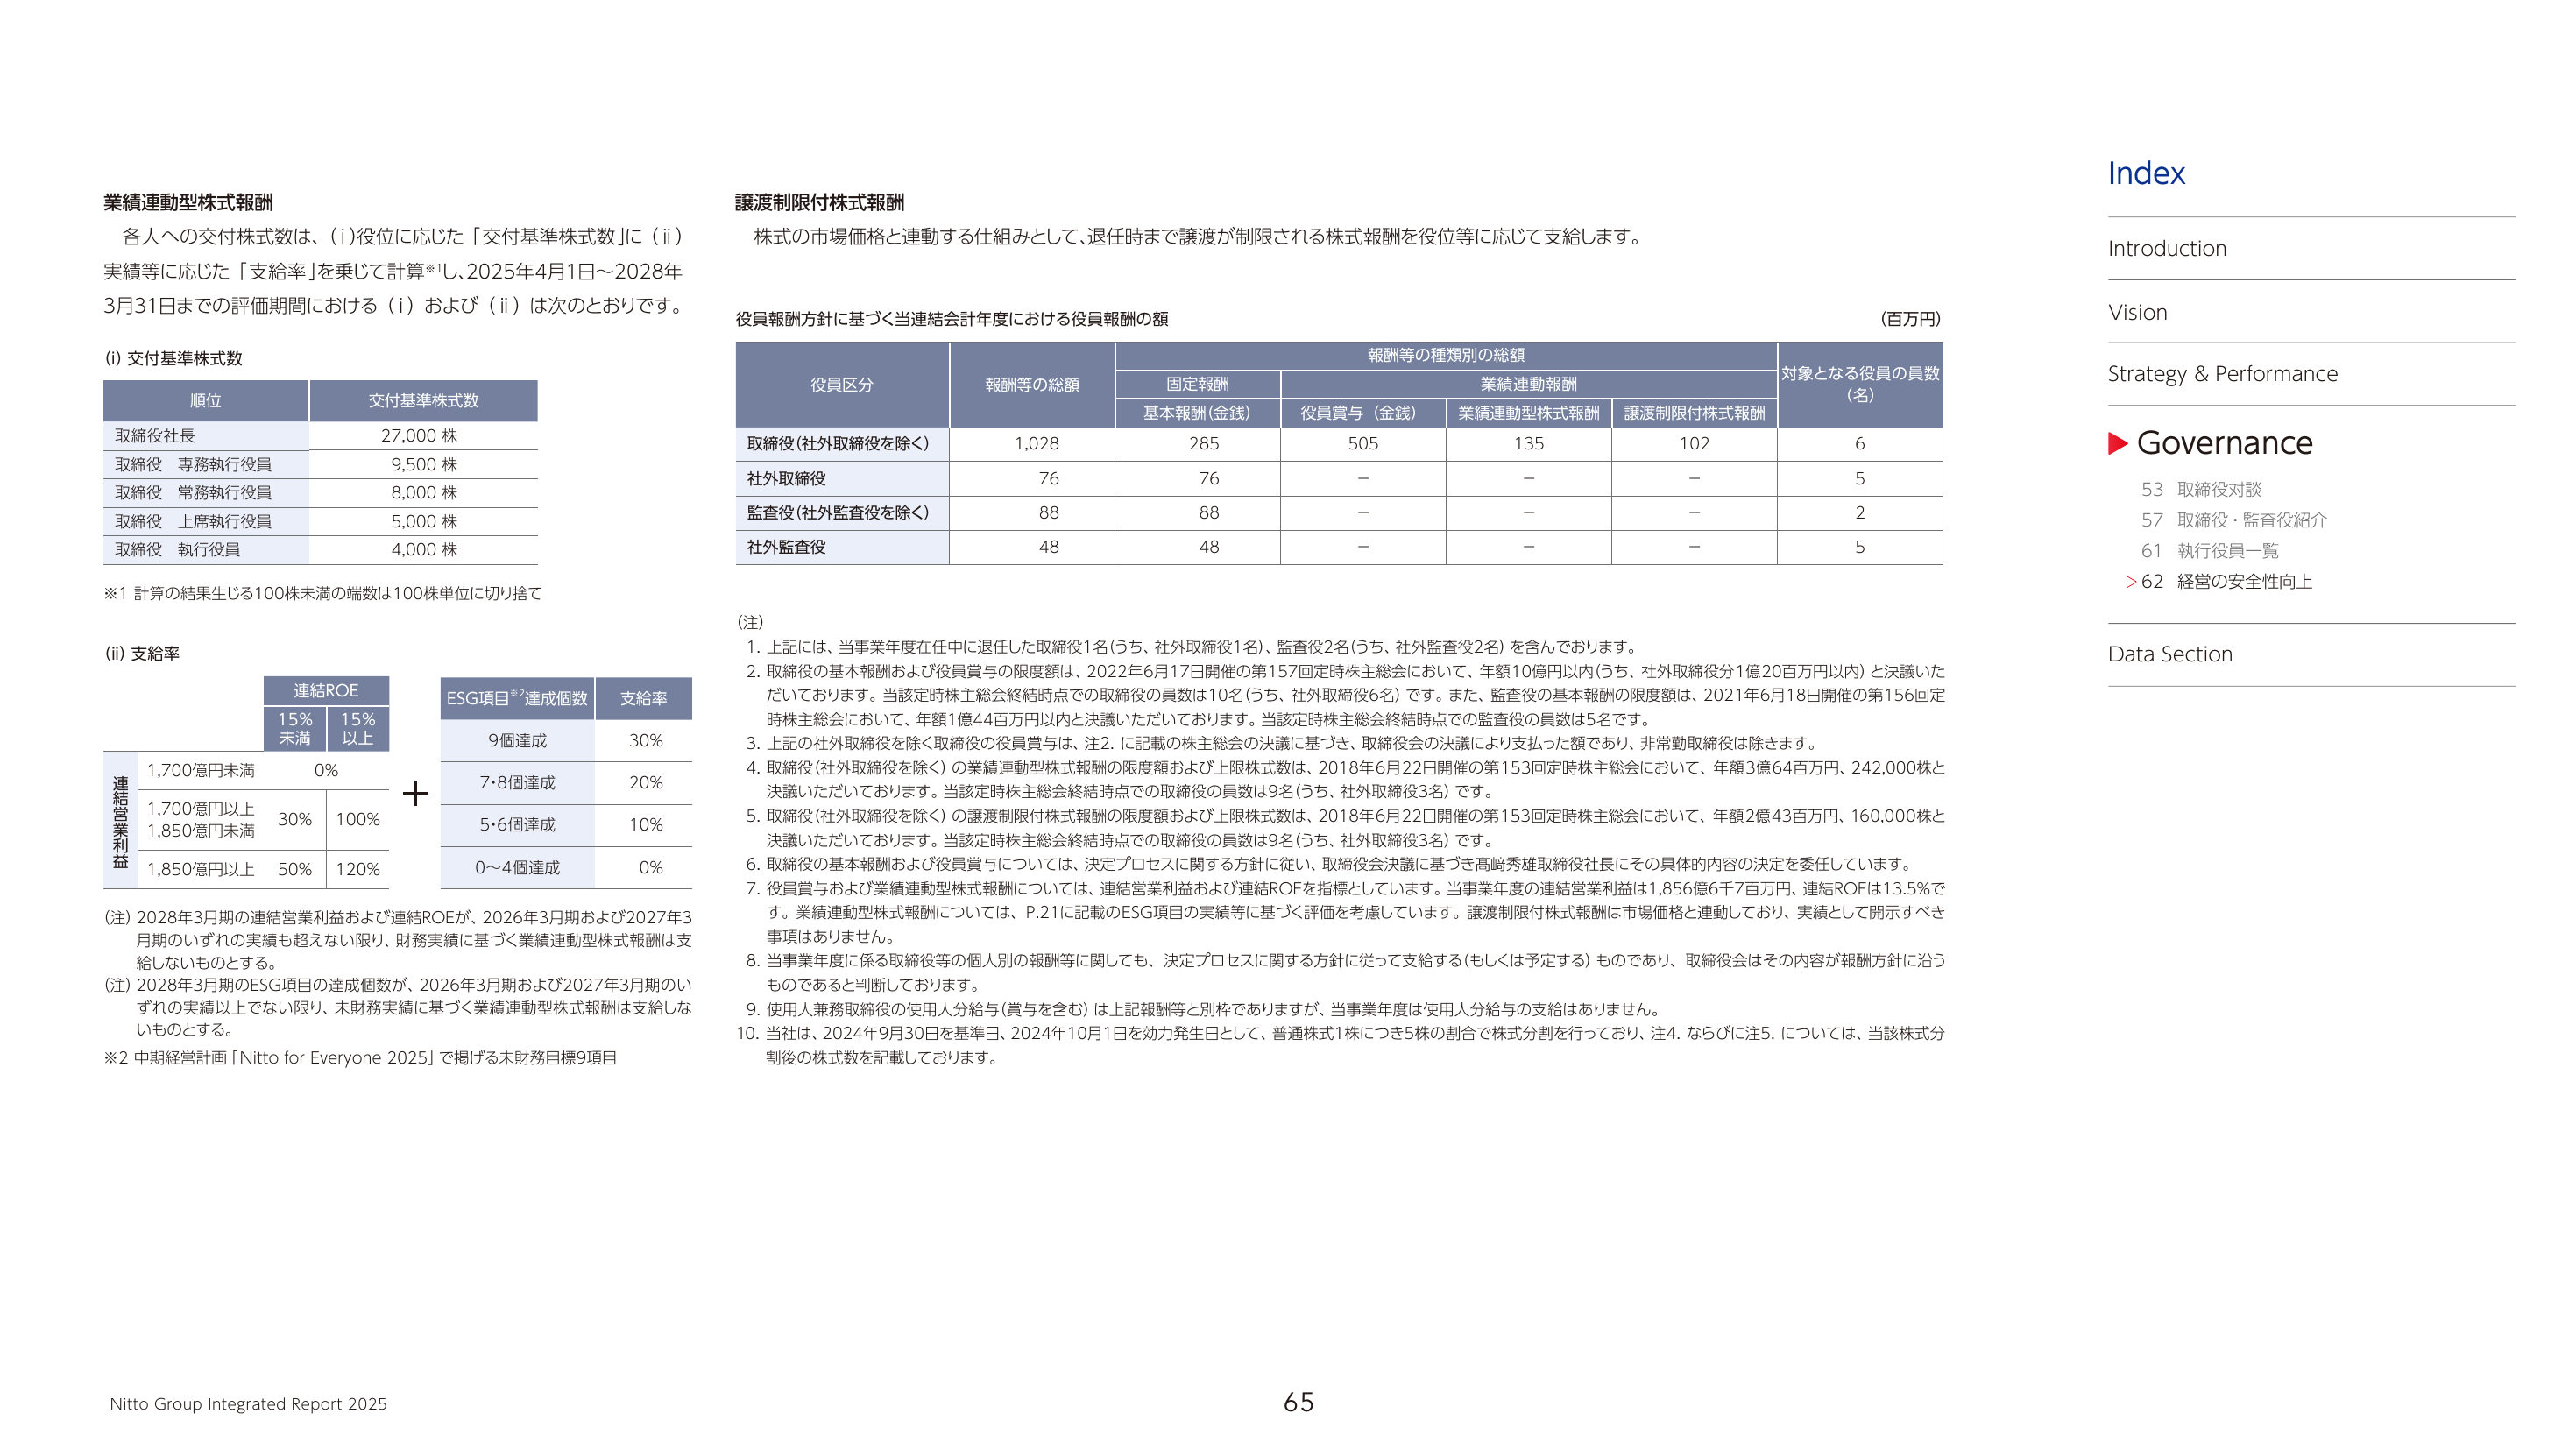 業績連動型株式報酬
各人への交付株式数は、（ⅰ）役位に応じた「交付基準株式数」に（ⅱ）
実績等に応じた「支給率」を乗じて計算※1し、2025年4月1日～2028年
3月31日までの評価期間における（ⅰ）および（ⅱ）は次のとおりです。
(i) 交付基準株式数
順位 交付基準株式数
取締役社長 27,000 株
取締役　専務執行役員 9,500 株
取締役　常務執行役員 8,000 株
取締役　上席執行役員 5,000 株
取締役　執行役員 4,000 株
※1 計算の結果生じる100株未満の端数は100株単位に切り捨て
(ii) 支給率
連結ROE
15%未満 15%以上
連結営業利益
1,700億円未満 0%
1,700億円以上
1,850億円未満 30% 100%
1,850億円以上 50% 120%
＋
ESG項目※2達成個数 支給率
9個達成 30%
7・8個達成 20%
5・6個達成 10%
0～4個達成 0%
（注）2028年3月期の連結営業利益および連結ROEが、2026年3月期および2027年3
月期のいずれの実績も超えない限り、財務実績に基づく業績連動型株式報酬は支
給しないものとする。
（注）2028年3月期のESG項目の達成個数が、2026年3月期および2027年3月期のい
ずれの実績以上でない限り、未財務実績に基づく業績連動型株式報酬は支給しな
いものとする。
※2 中期経営計画「Nitto for Everyone 2025」で掲げる未財務目標9項目
譲渡制限付株式報酬
株式の市場価格と連動する仕組みとして、退任時まで譲渡が制限される株式報酬を役位等に応じて支給します。
役員報酬方針に基づく当連結会計年度における役員報酬の額 （百万円）
役員区分 報酬等の総額 報酬等の種類別の総額 対象となる役員の員数（名）
固定報酬 業績連動報酬
基本報酬（金銭） 役員賞与（金銭） 業績連動型株式報酬 譲渡制限付株式報酬
取締役（社外取締役を除く） 1,028 285 505 135 102 6
社外取締役 76 76 － － － 5
監査役（社外監査役を除く） 88 88 － － － 2
社外監査役 48 48 － － － 5
（注）
1. 上記には、当事業年度在任中に退任した取締役1名（うち、社外取締役1名）、監査役2名（うち、社外監査役2名）を含んでおります。
2. 取締役の基本報酬および役員賞与の限度額は、2022年6月17日開催の第157回定時株主総会において、年額10億円以内（うち、社外取締役分1億20百万円以内）と決議いた
だいております。当該定時株主総会終結時点での取締役の員数は10名（うち、社外取締役6名）です。また、監査役の基本報酬の限度額は、2021年6月18日開催の第156回定
時株主総会において、年額1億44百万円以内と決議いただいております。当該定時株主総会終結時点での監査役の員数は5名です。
3. 上記の社外取締役を除く取締役の役員賞与は、注2. に記載の株主総会の決議に基づき、取締役会の決議により支払った額であり、非常勤取締役は除きます。
4. 取締役（社外取締役を除く）の業績連動型株式報酬の限度額および上限株式数は、2018年6月22日開催の第153回定時株主総会において、年額3億64百万円、242,000株と
決議いただいております。当該定時株主総会終結時点での取締役の員数は9名（うち、社外取締役3名）です。
5. 取締役（社外取締役を除く）の譲渡制限付株式報酬の限度額および上限株式数は、2018年6月22日開催の第153回定時株主総会において、年額2億43百万円、160,000株と
決議いただいております。当該定時株主総会終結時点での取締役の員数は9名（うち、社外取締役3名）です。
6. 取締役の基本報酬および役員賞与については、決定プロセスに関する方針に従い、取締役会決議に基づき髙﨑秀雄取締役社長にその具体的内容の決定を委任しています。
7. 役員賞与および業績連動型株式報酬については、連結営業利益および連結ROEを指標としています。当事業年度の連結営業利益は1,856億6千7百万円、連結ROEは13.5%で
す。業績連動型株式報酬については、P.21に記載のESG項目の実績等に基づく評価を考慮しています。譲渡制限付株式報酬は市場価格と連動しており、実績として開示すべき
事項はありません。
8. 当事業年度に係る取締役等の個人別の報酬等に関しても、決定プロセスに関する方針に従って支給する（もしくは予定する）ものであり、取締役会はその内容が報酬方針に沿う
ものであると判断しております。
9. 使用人兼務取締役の使用人分給与（賞与を含む）は上記報酬等と別枠でありますが、当事業年度は使用人分給与の支給はありません。
10. 当社は、2024年9月30日を基準日、2024年10月1日を効力発生日として、普通株式1株につき5株の割合で株式分割を行っており、注4. ならびに注5. については、当該株式分
割後の株式数を記載しております。
Index
Introduction
Vision
Strategy & Performance
Governance
53 取締役対談
57 取締役・監査役紹介
61 執行役員一覧
＞62 経営の安全性向上
Data Section
Nitto Group Integrated Report 2025
65